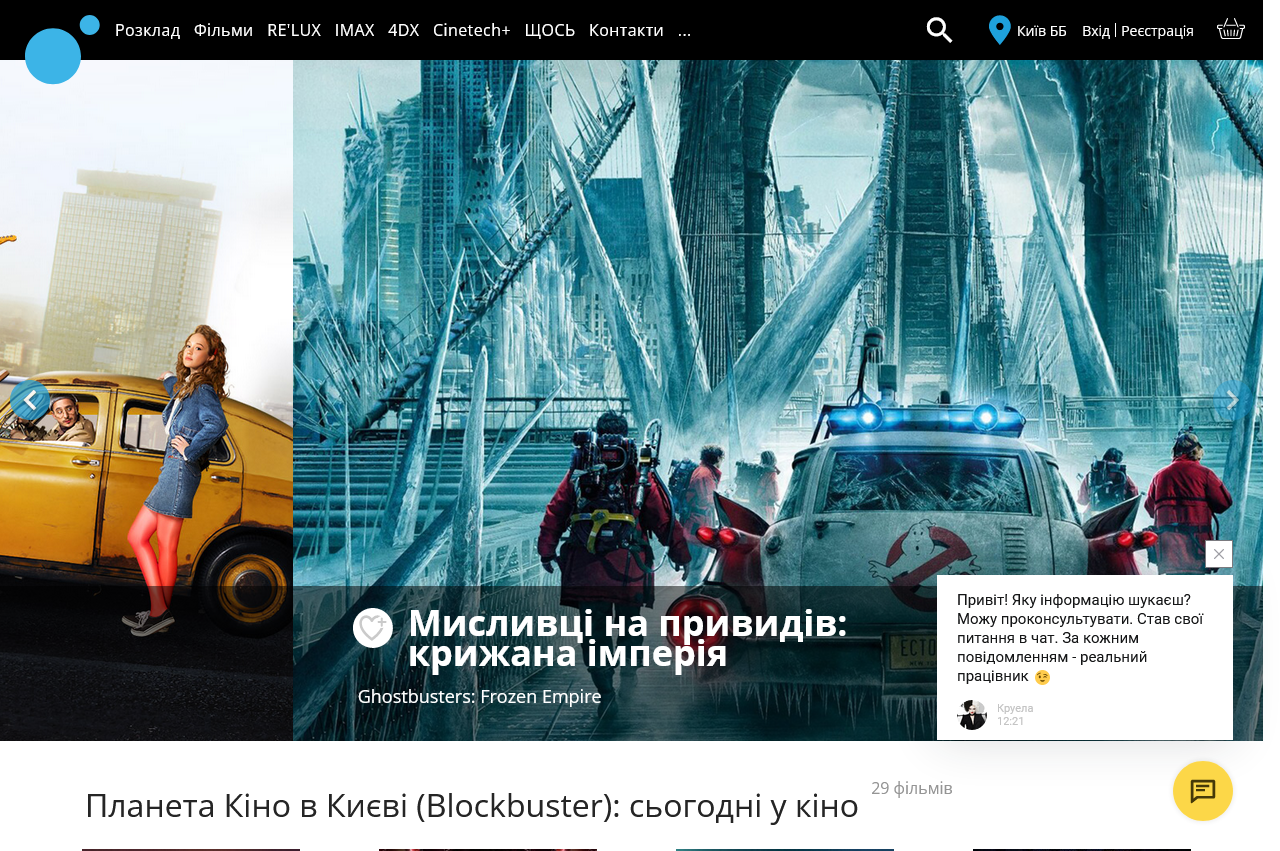 Розклад Фільми RE'LUX IMAX 4DX Cinetech+ ЩОСЬ Контакти ...
Київ ББ Вхід | Реєстрація
Мисливці на привидів:
крижана імперія
Ghostbusters: Frozen Empire
Привіт! Яку інформацію шукаєш?
Можу проконсультувати. Став свої
питання в чат. За кожним
повідомленням - реальний
працівник 😉
Круела
12:21
Планета Кіно в Києві (Blockbuster): сьогодні у кіно
29 фільмів